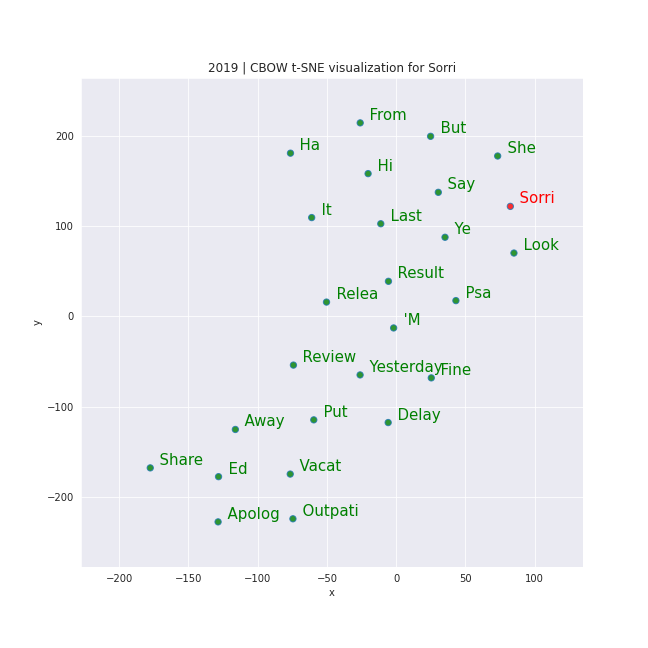 2019 | CBOW t-SNE visualization for Sorri
From
But
Ha
She
Hi
Say
Sorri
It
Last
Ye
Look
Result
Relea
Psa
'M
Review
Yesterday
Fine
Put
Delay
Away
Share
Ed
Vacat
Apolog
Outpati
200
100
0
−100
−200
y
−200
−150
−100
−50
0
50
100
x